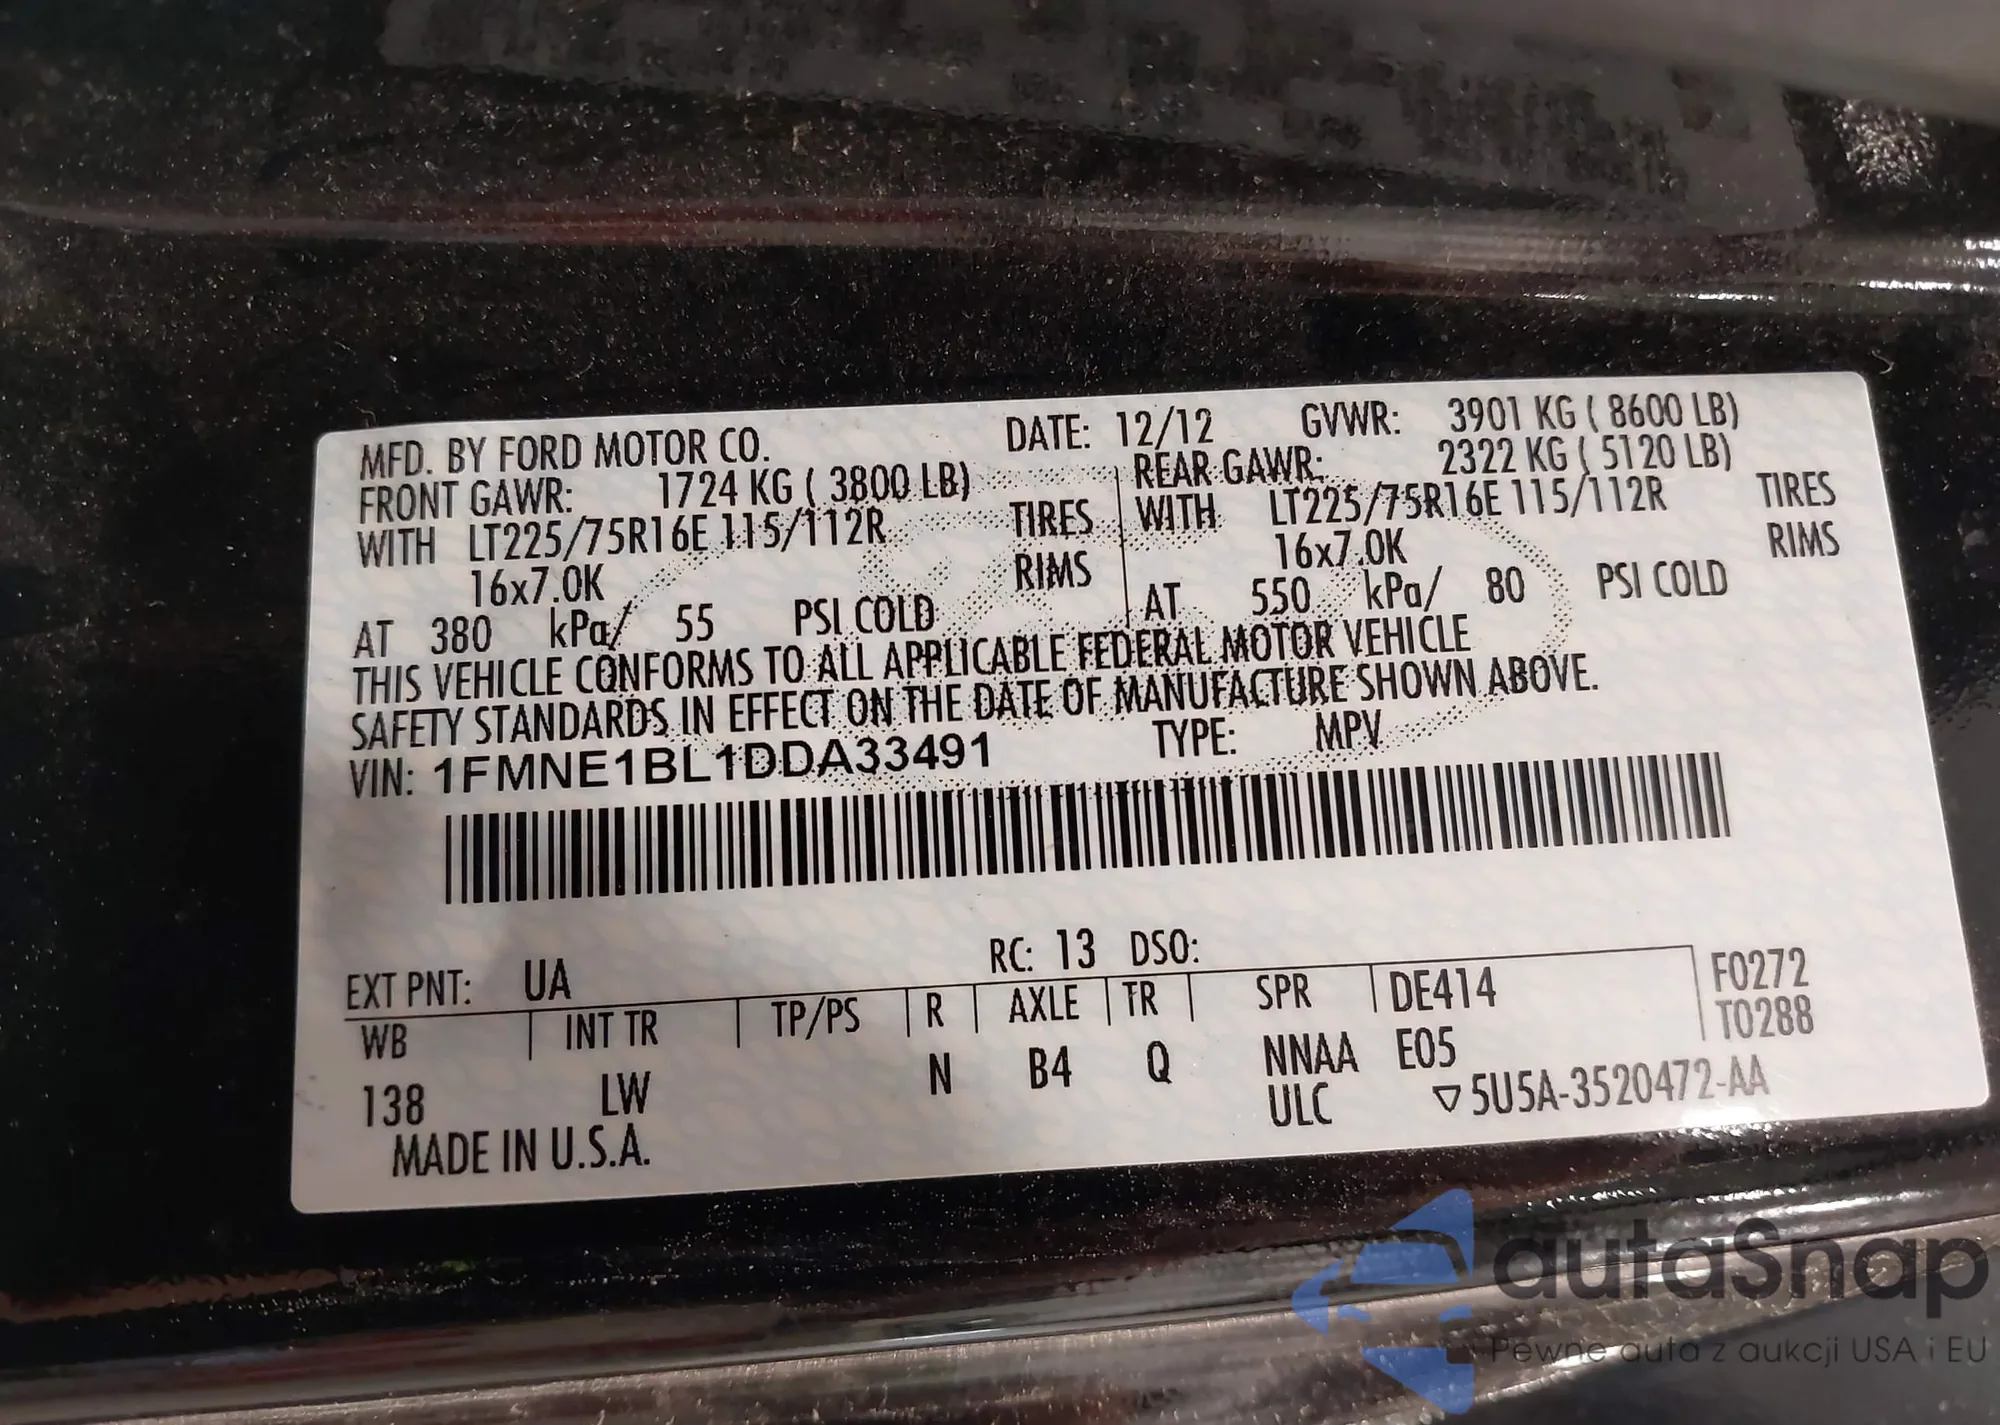 MFD. BY FORD MOTOR CO. DATE: 12/12 GVWR: 3901 KG ( 8600 LB)
FRONT GAWR: 1724 KG ( 3800 LB) REAR GAWR: 2322 KG ( 5120 LB)
WITH LT225/75R16E 115/112R TIRES WITH LT225/75R16E 115/112R TIRES
16x7.0K RIMS 16x7.0K RIMS
AT 380 kPa/ 55 PSI COLD AT 550 kPa/ 80 PSI COLD
THIS VEHICLE CONFORMS TO ALL APPLICABLE FEDERAL MOTOR VEHICLE
SAFETY STANDARDS IN EFFECT ON THE DATE OF MANUFACTURE SHOWN ABOVE.
VIN: 1FMNE1BL1DDA33491 TYPE: MPV
EXT PNT: UA RC: 13 DSO:
WB INT TR TP/PS R AXLE TR SPR DE414 F0272
T0288
138 LW N B4 Q NNAA E05
ULC ▽5U5A-3520472-AA
MADE IN U.S.A.
autaSnap
Pewne auta z aukcji USA i EU